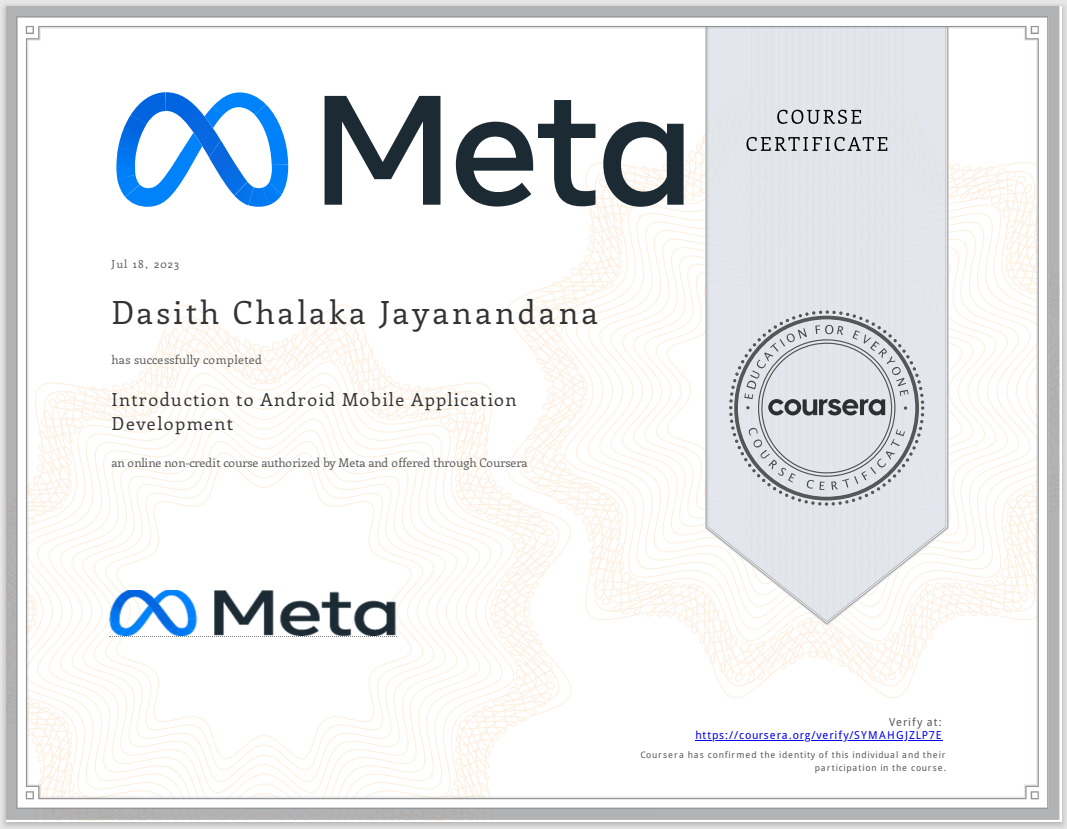 Meta
COURSE
CERTIFICATE
Jul 18, 2023
Dasith Chalaka Jayanandana
has successfully completed
Introduction to Android Mobile Application
Development
an online non-credit course authorized by Meta and offered through Coursera
EDUCATION FOR EVERYONE
coursera
COURSE CERTIFICATE
Meta
Verify at:
https://coursera.org/verify/SYMAHGJZLP7E
Coursera has confirmed the identity of this individual and their
participation in the course.